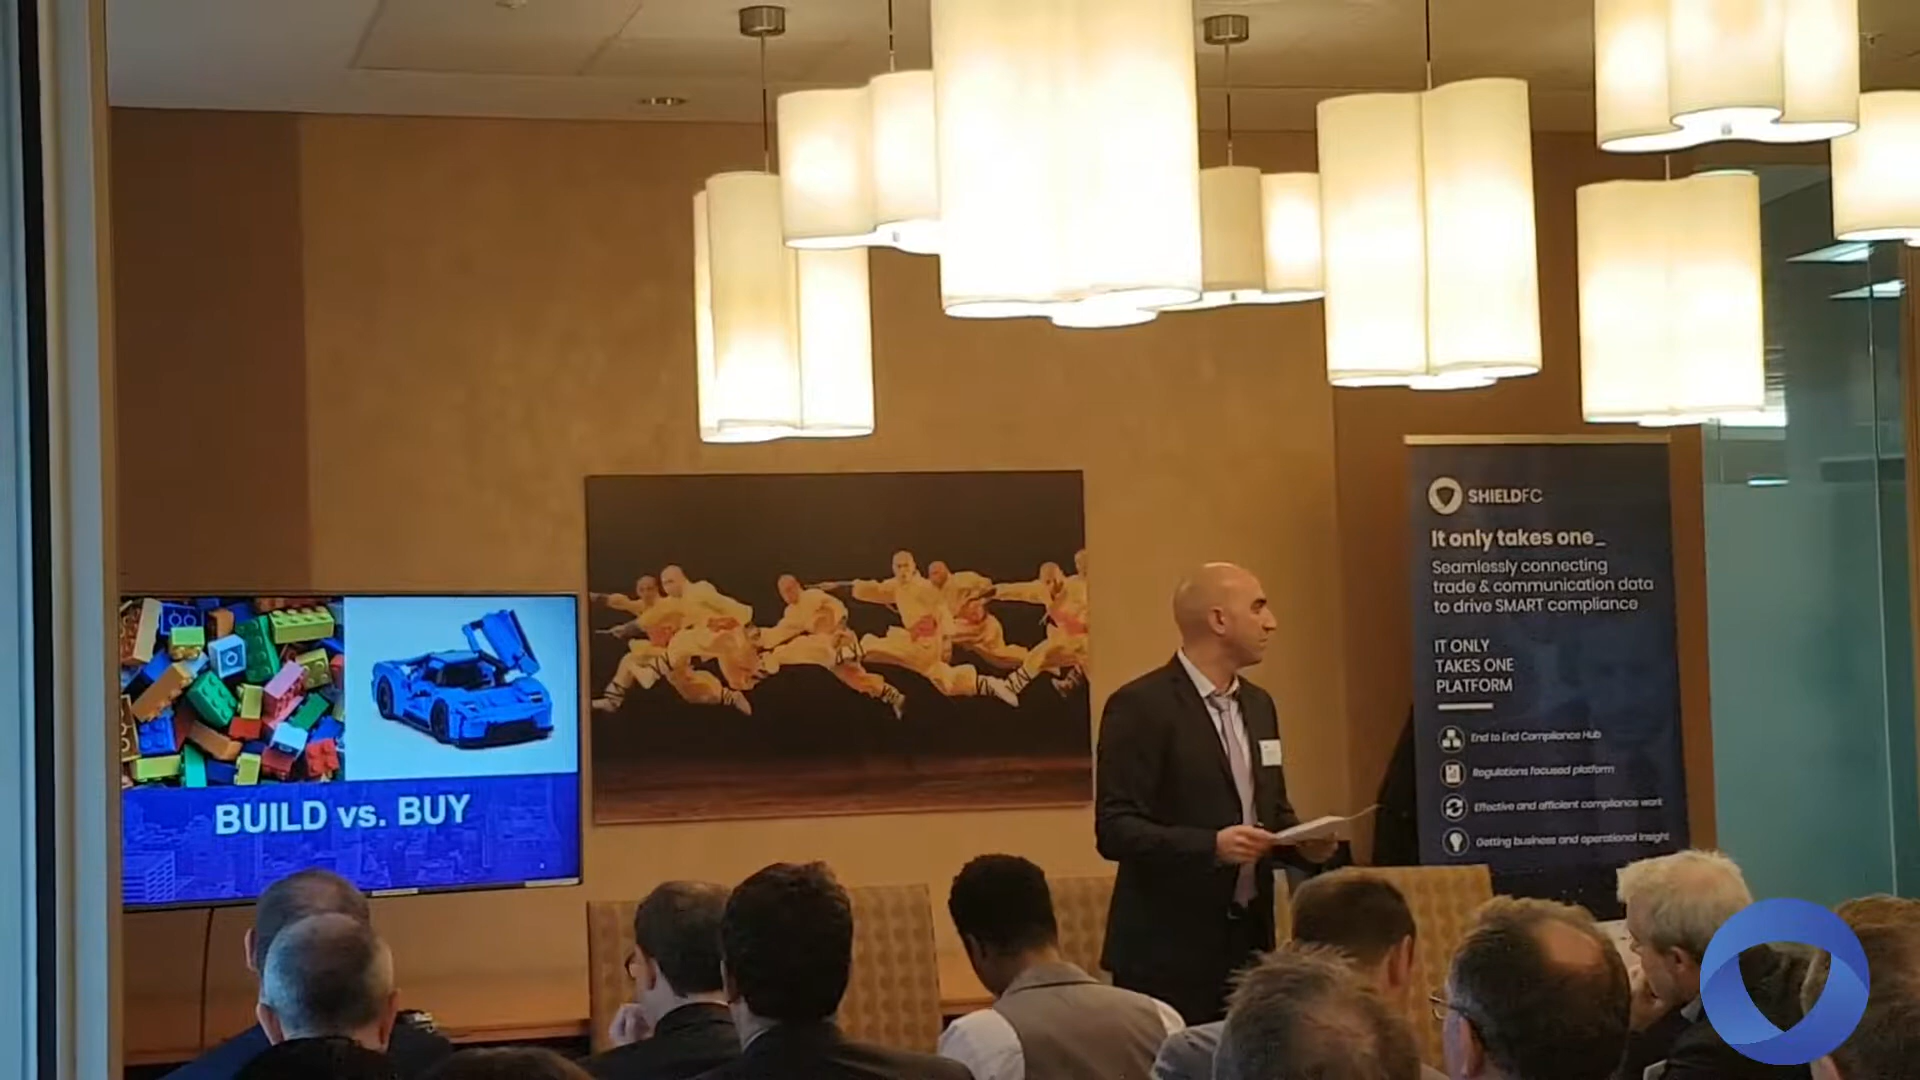 BUILD vs. BUY
SHIELDFC
It only takes one_
Seamlessly connecting
trade & communication data
to drive SMART compliance
IT ONLY
TAKES ONE
PLATFORM
End to End Compliance Hub
Regulations focused platform
Effective and efficient compliance work
Getting business and operational insight